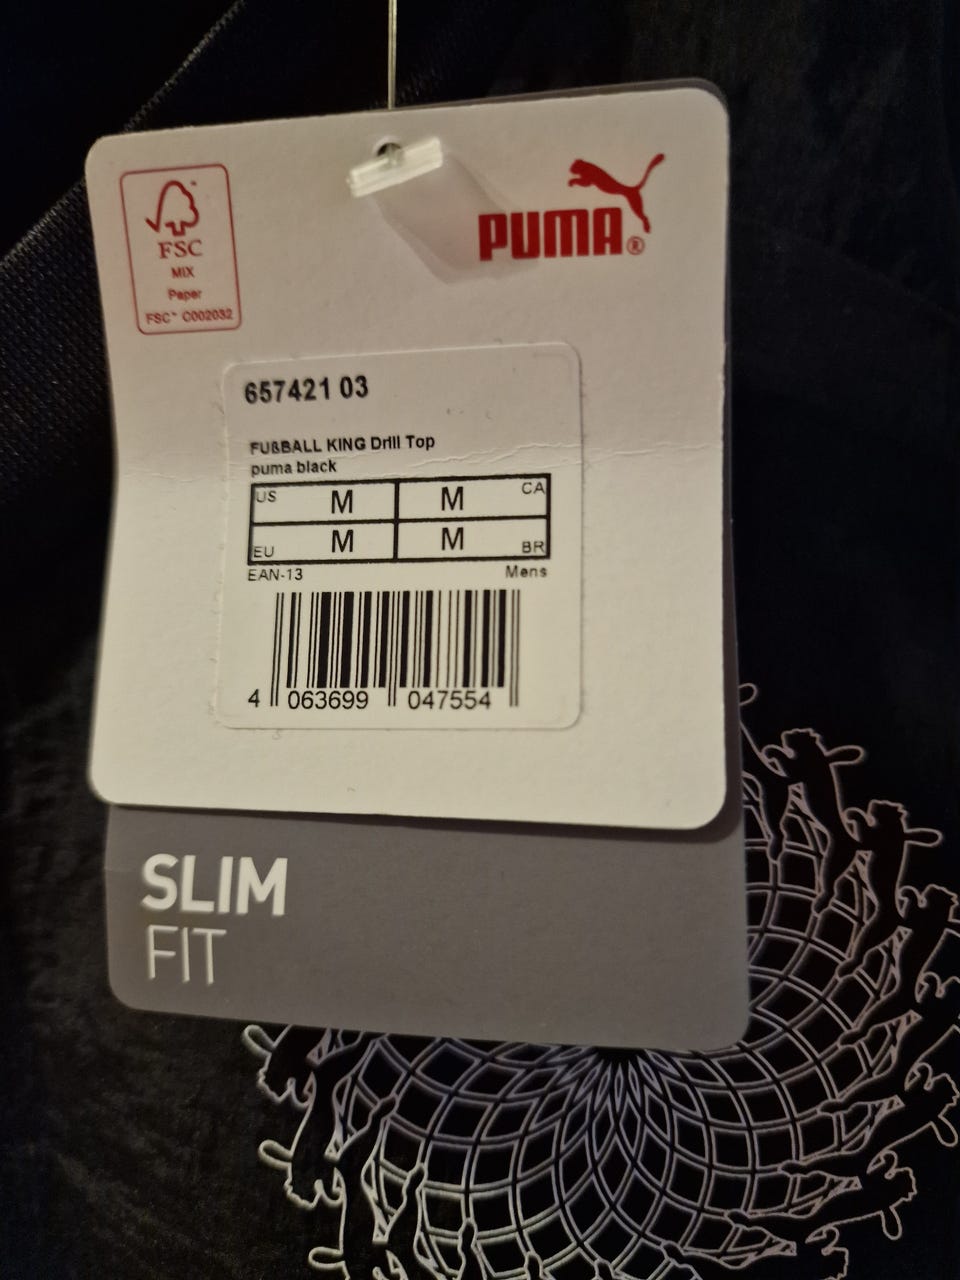 FSC
MIX
Paper
FSC™ C002032
PUMA®
657421 03
FUßBALL KING Drill Top
puma black
US M M CA
EU M M BR
EAN-13 Mens
4 063699 047554
SLIM
FIT